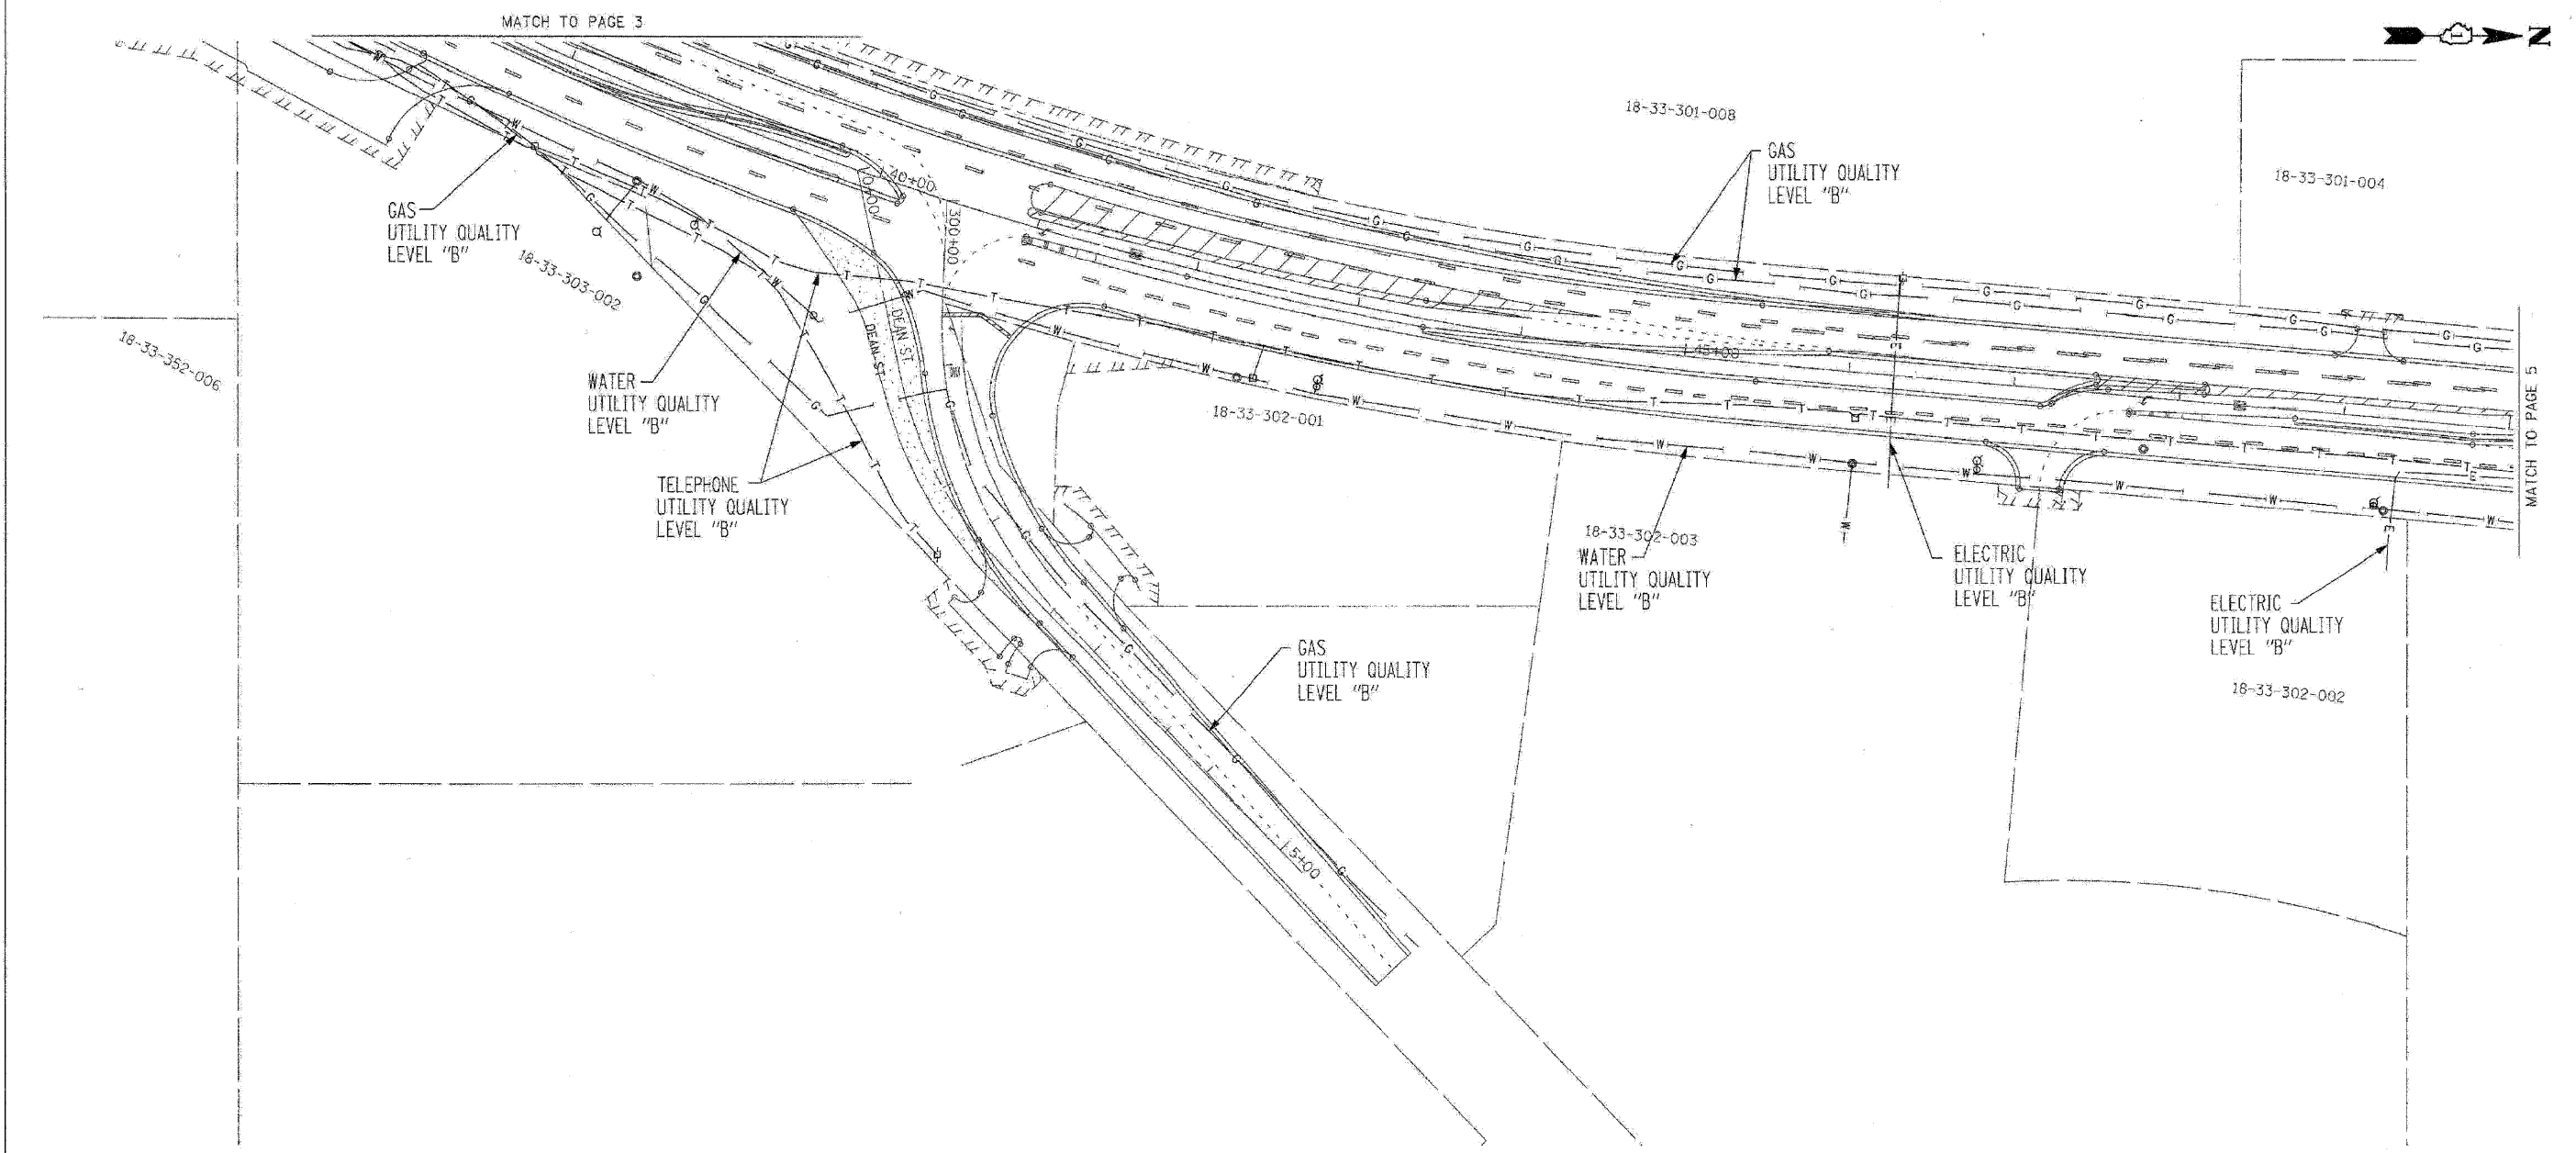 MATCH TO PAGE 3
N
18-33-301-008
GAS
UTILITY QUALITY
LEVEL "B"
18-33-301-004
40+00
0+00
300+00
GAS
UTILITY QUALITY
LEVEL "B"
18-33-303-002
18-33-352-006
DEAN ST.
DEAN ST.
WATER
UTILITY QUALITY
LEVEL "B"
45+00
18-33-302-001
MATCH TO PAGE 5
TELEPHONE
UTILITY QUALITY
LEVEL "B"
18-33-302-003
WATER
UTILITY QUALITY
LEVEL "B"
ELECTRIC
UTILITY QUALITY
LEVEL "B"
ELECTRIC
UTILITY QUALITY
LEVEL "B"
GAS
UTILITY QUALITY
LEVEL "B"
18-33-302-002
5+00